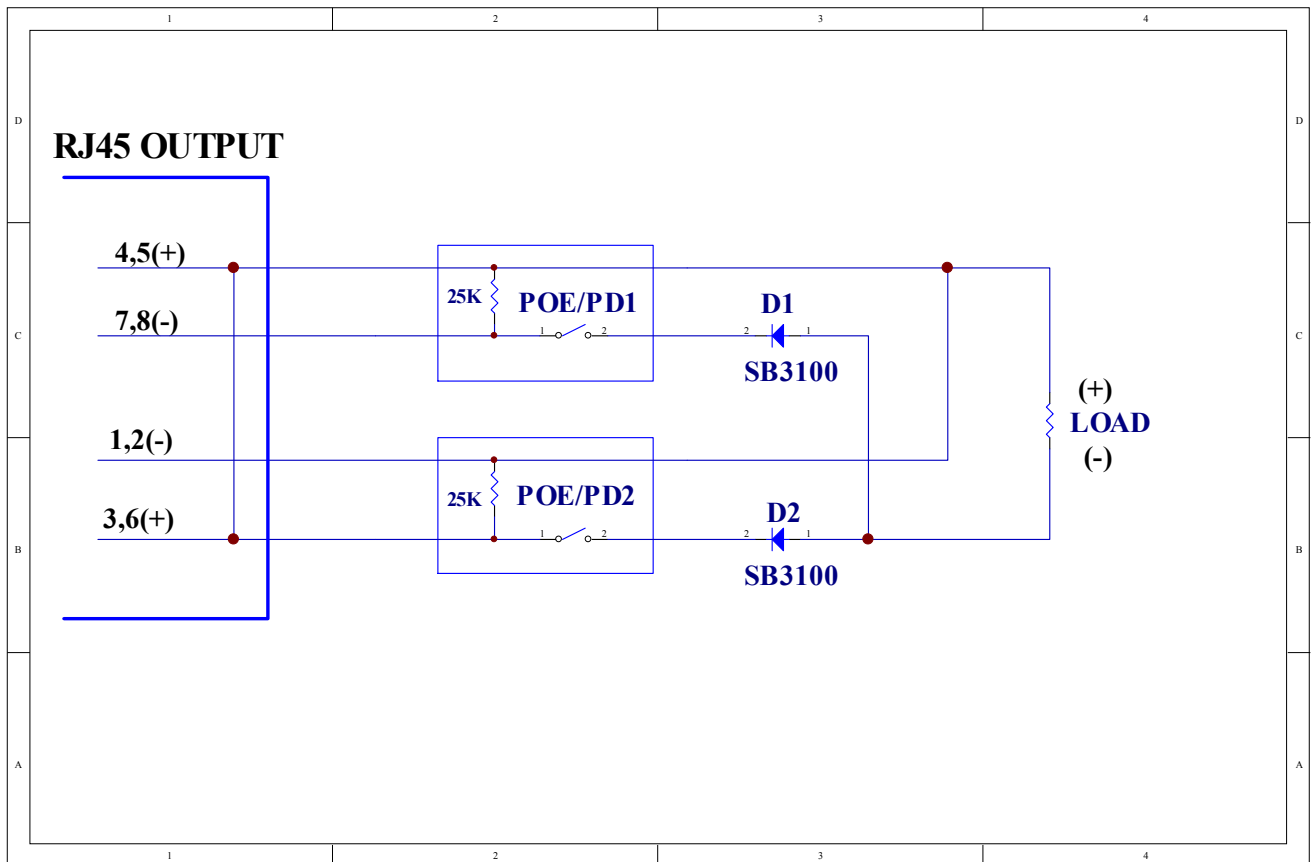 1 2 3 4
D D
RJ45 OUTPUT
4,5(+)
25K POE/PD1 D1
7,8(-) 1 2 2 1
C C
SB3100
(+)
LOAD
(-)
1,2(-)
25K POE/PD2
3,6(+) D2
1 2 2 1
B B
SB3100
A A
1 2 3 4